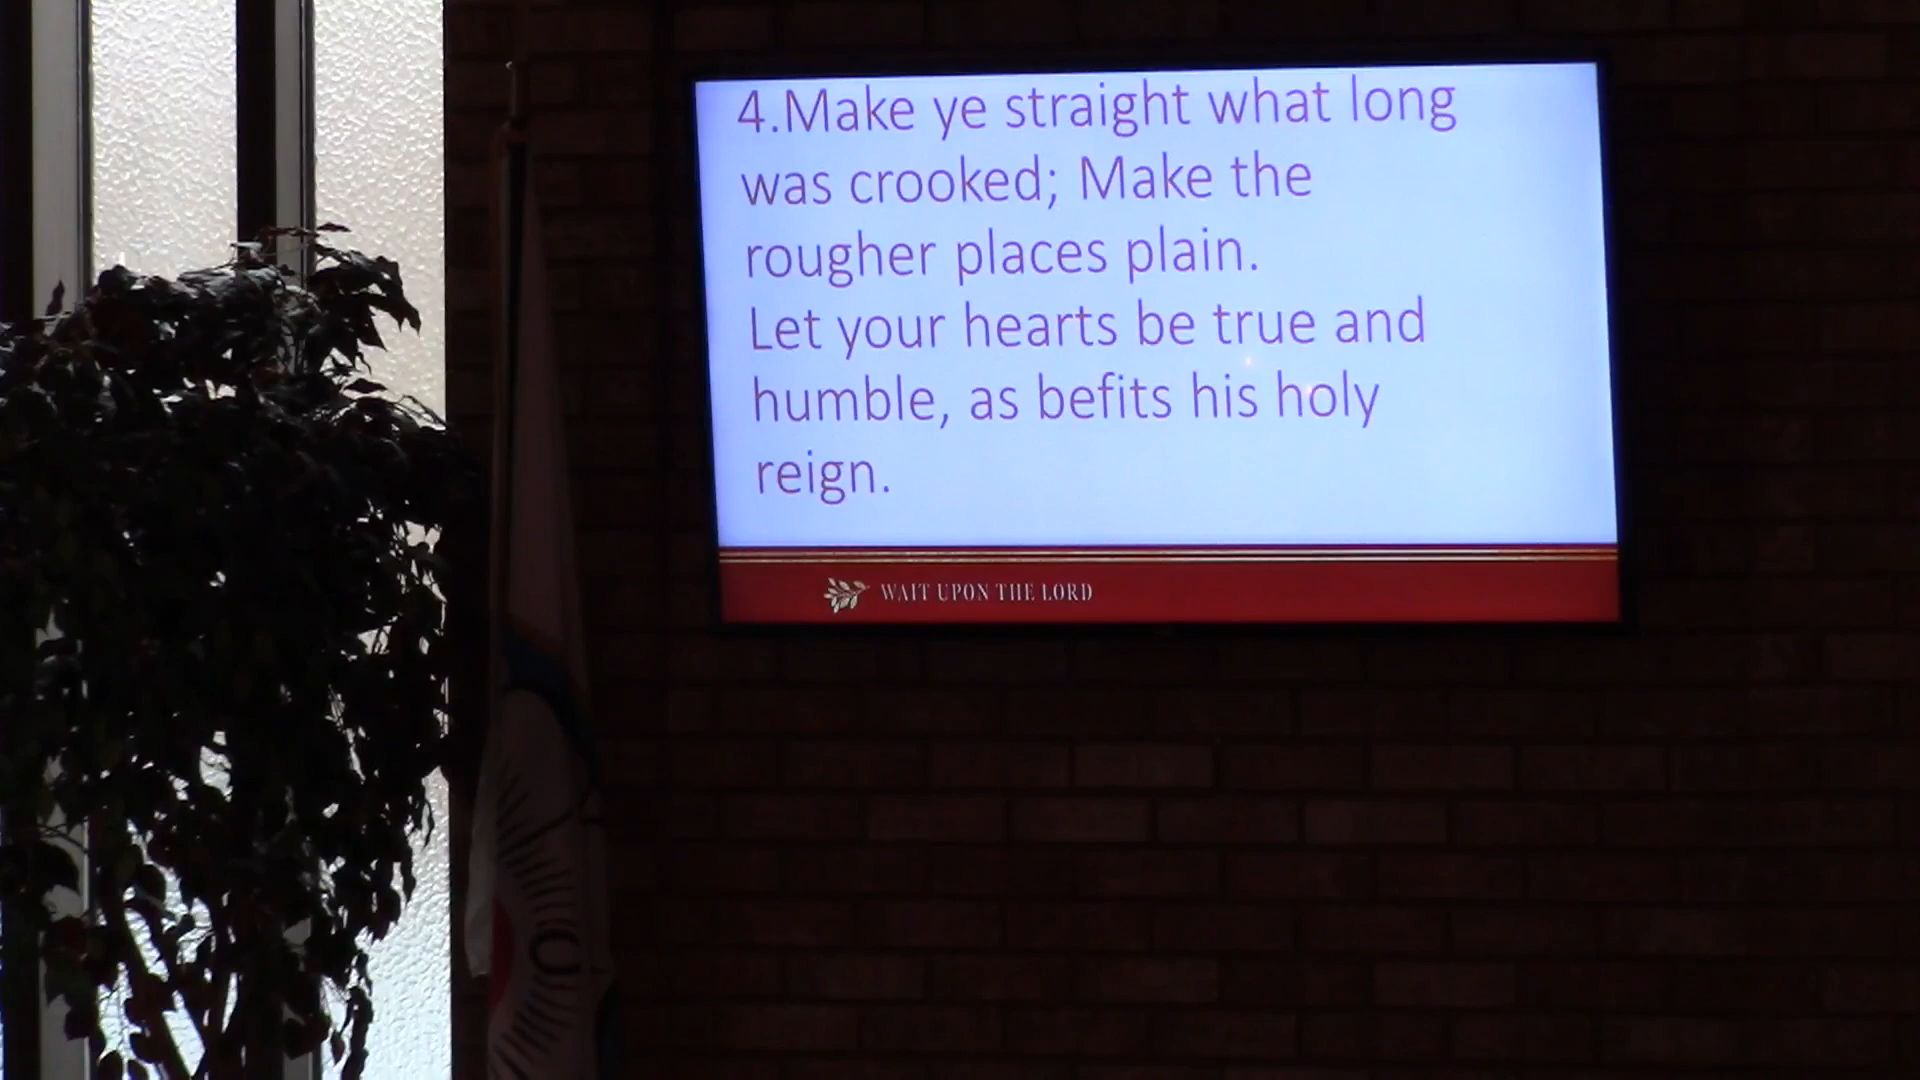 4.Make ye straight what long
was crooked; Make the
rougher places plain.
Let your hearts be true and
humble, as befits his holy
reign.
WAIT UPON THE LORD